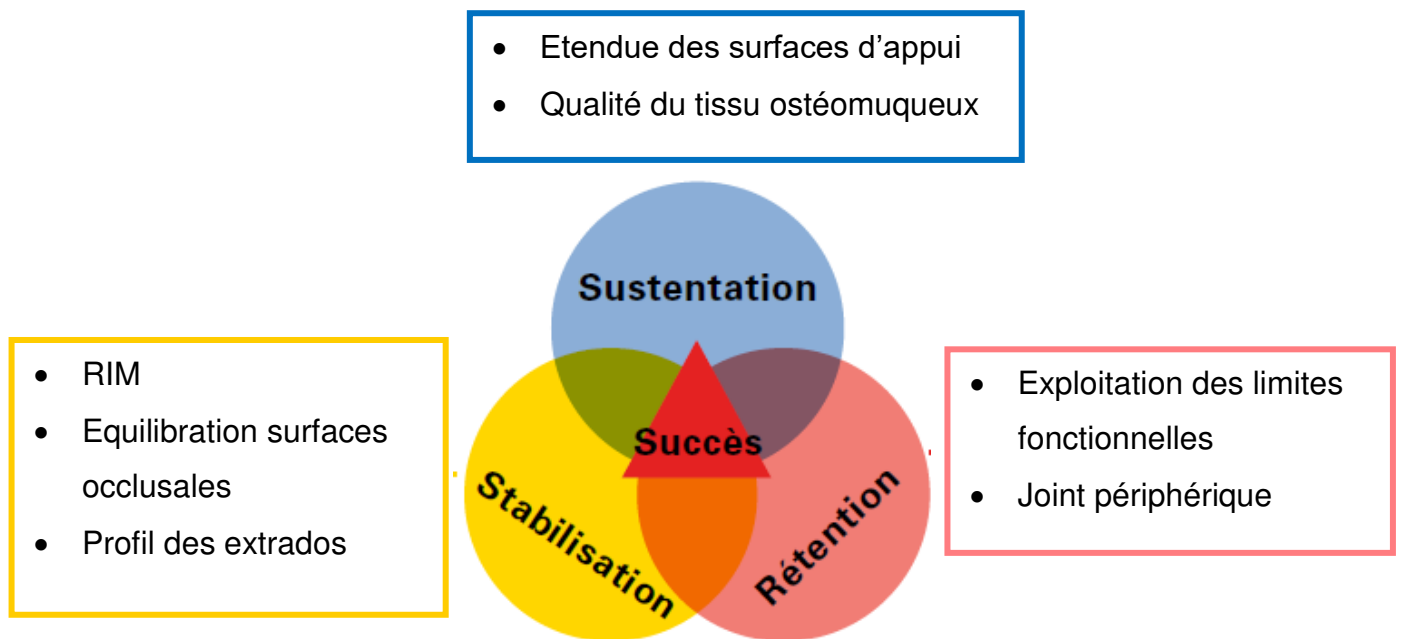 • Etendue des surfaces d’appui
• Qualité du tissu ostéomuqueux
Sustentation
• RIM
• Equilibration surfaces
occlusales
• Profil des extrados
Succès
Stabilisation
Rétention
• Exploitation des limites
fonctionnelles
• Joint périphérique